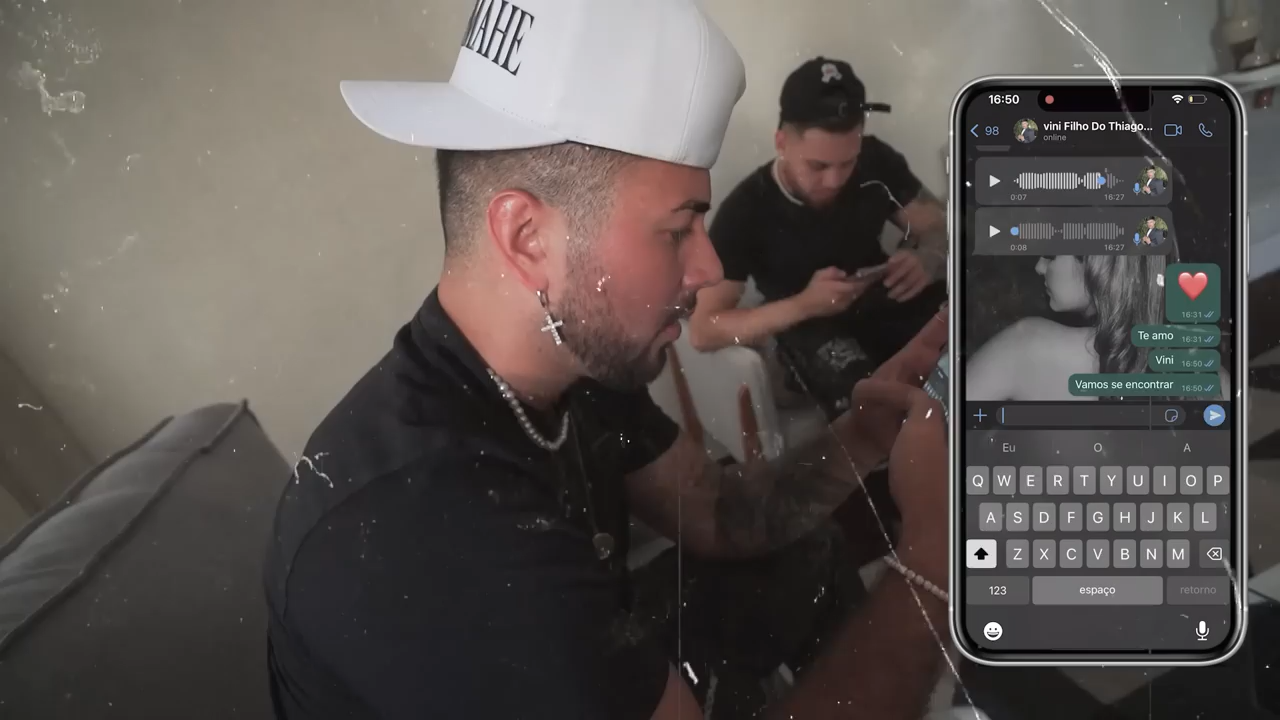 MAHE
16:50
98
vini Filho Do Thiago...
online
0:07 16:27
0:08 16:27
❤️
16:31
Te amo 16:31
Vini 16:50
Vamos se encontrar 16:50
Eu O A
Q W E R T Y U I O P
A S D F G H J K L
Z X C V B N M
123 espaço retorno